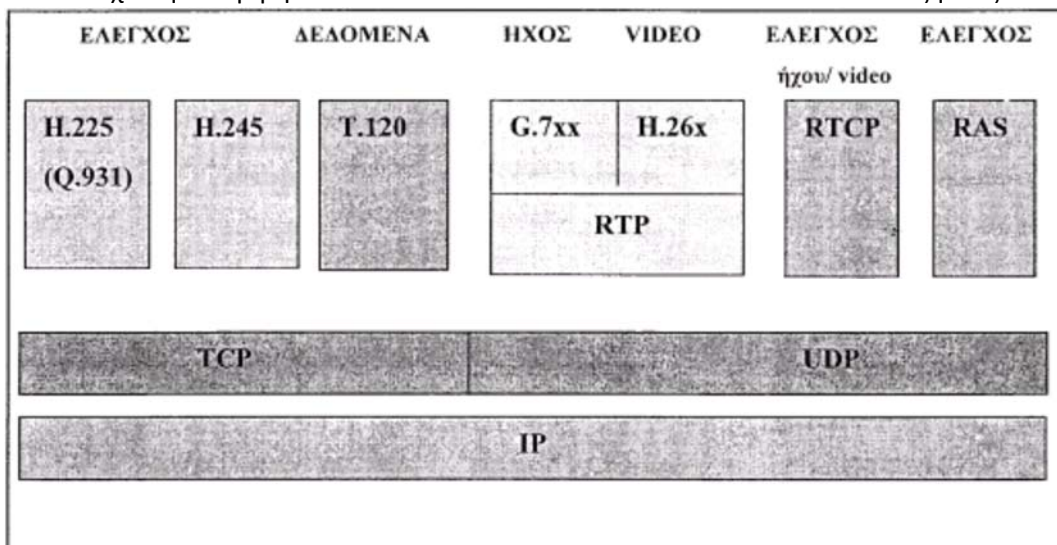 ΕΛΕΓΧΟΣ ΔΕΔΟΜΕΝΑ ΗΧΟΣ VIDEO ΕΛΕΓΧΟΣ ΕΛΕΓΧΟΣ
ήχου/ video
H.225 H.245 T.120 G.7xx H.26x RTCP RAS
(Q.931)
RTP
TCP UDP
IP